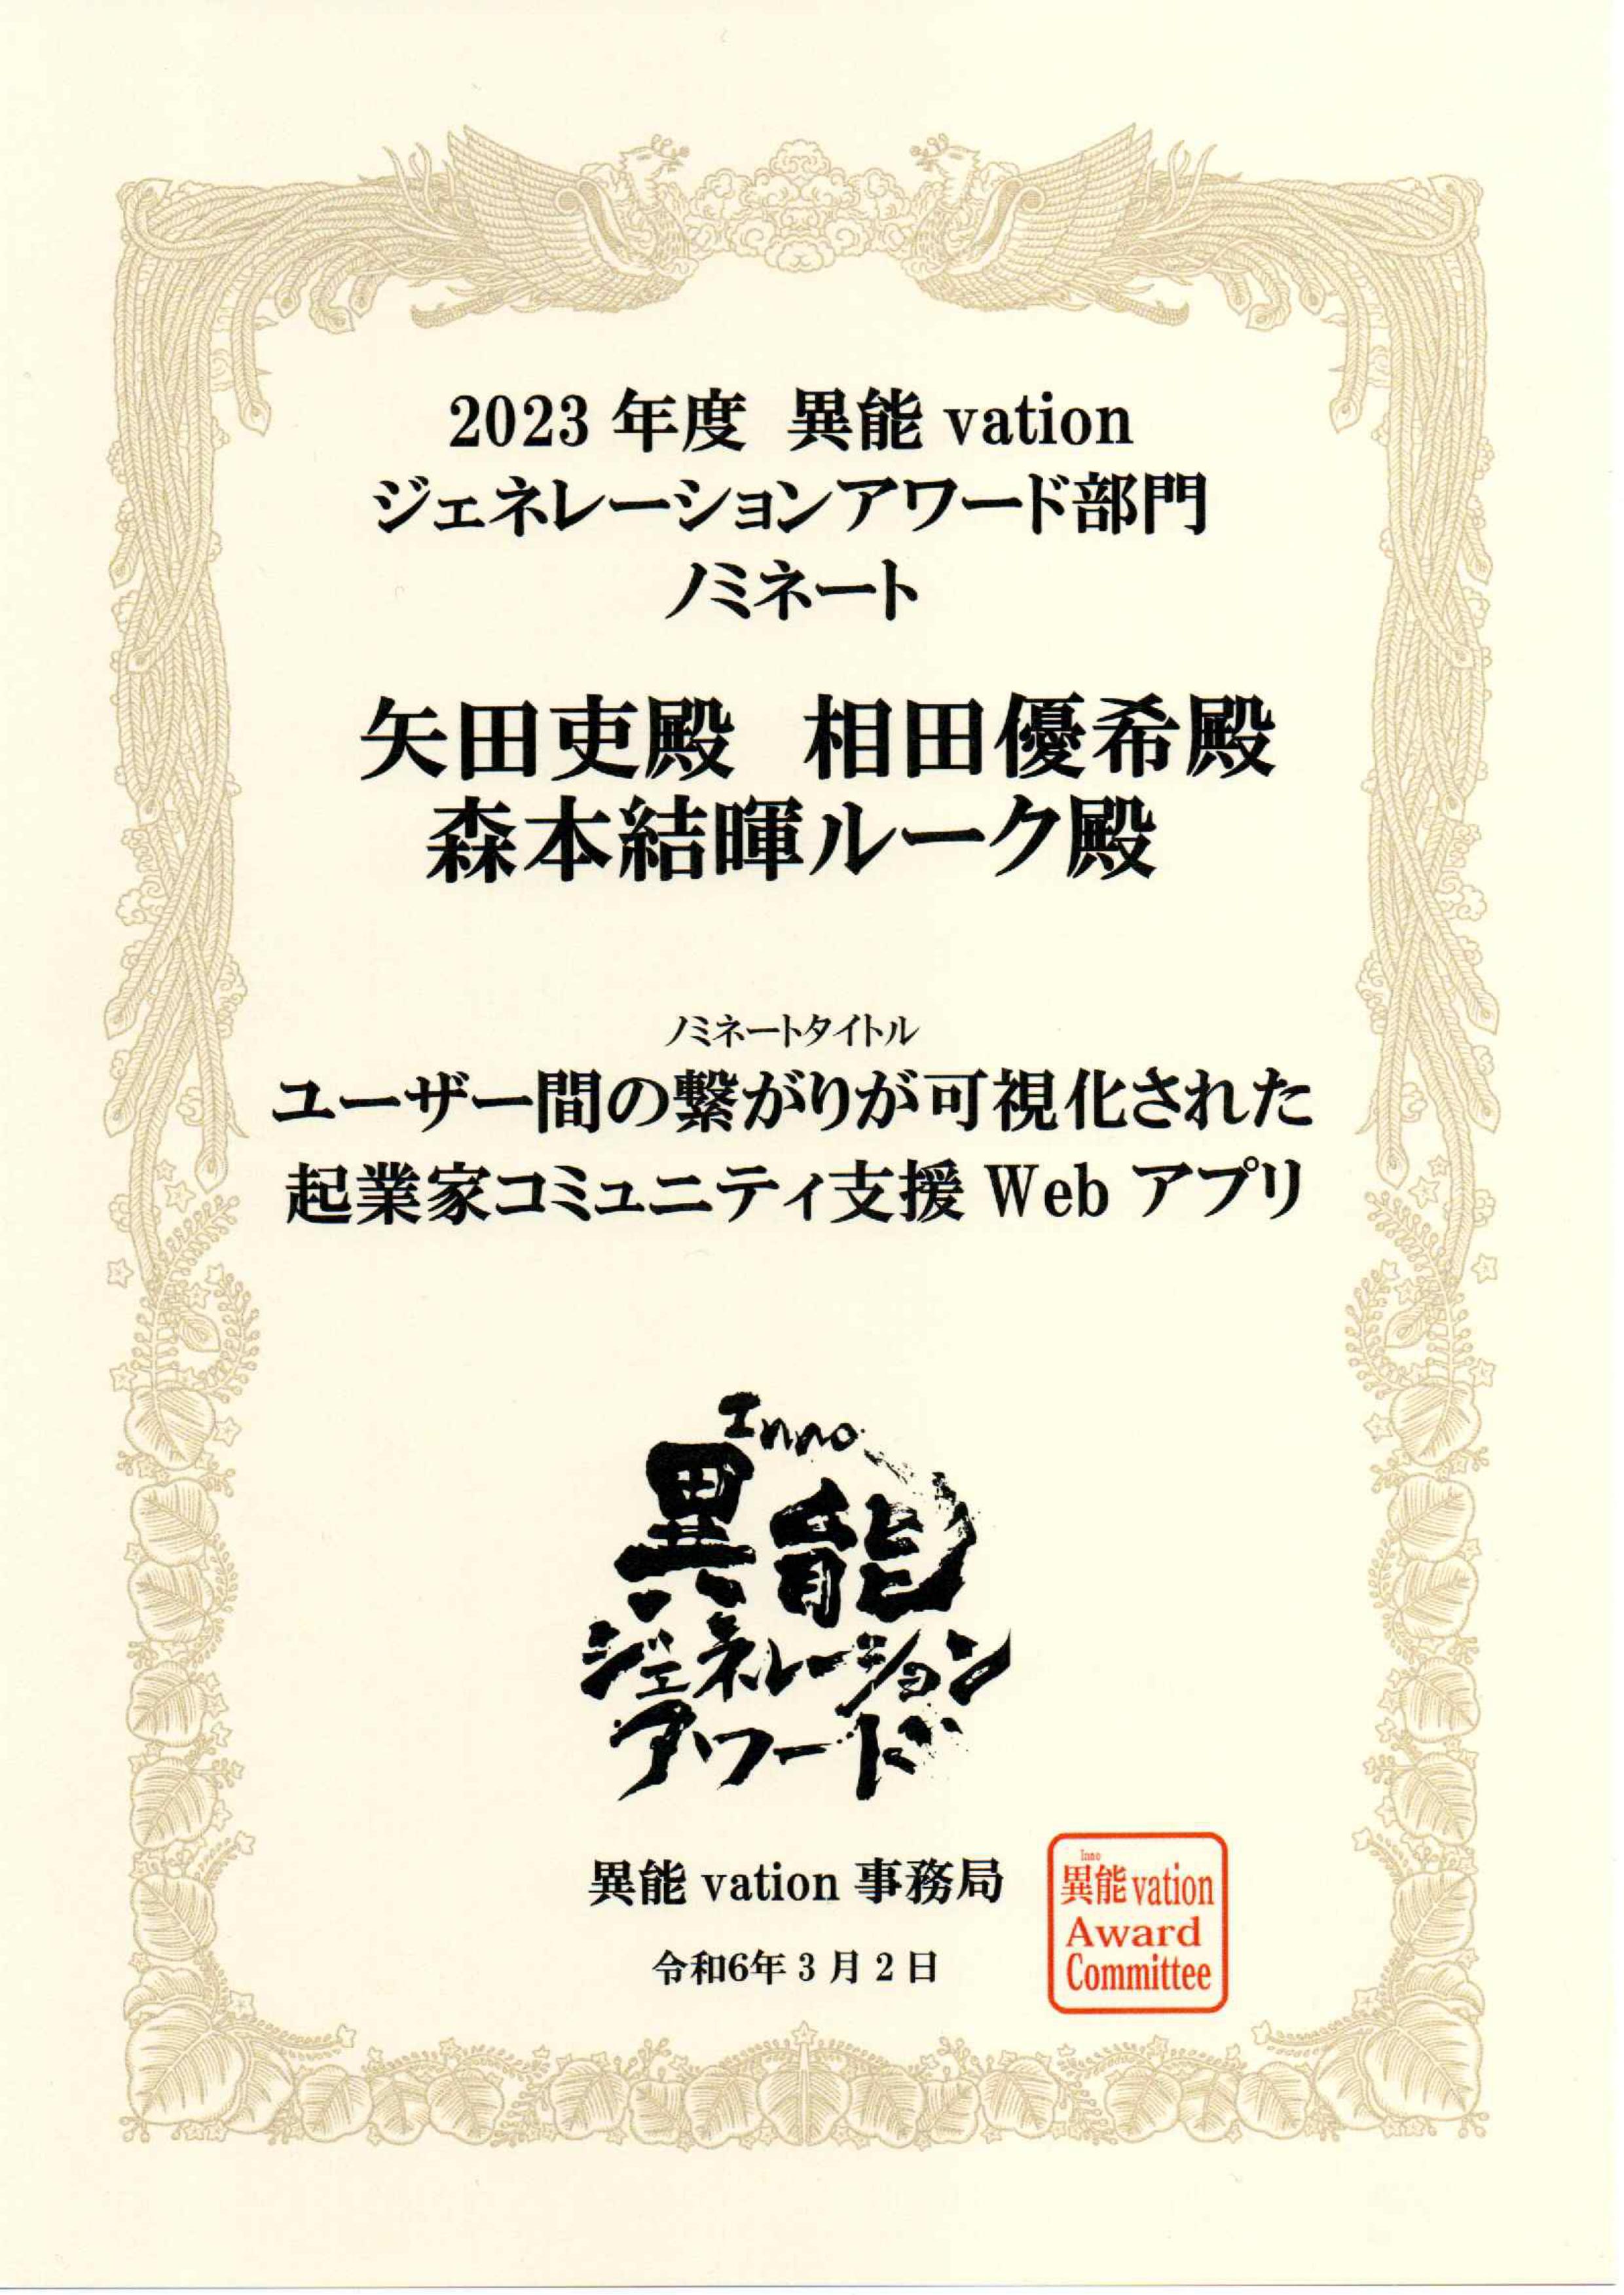 2023 年度 異能 vation
ジェネレーションアワード部門
ノミネート
矢田吏殿 相田優希殿
森本結暉ルーク殿
ノミネートタイトル
ユーザー間の繋がりが可視化された
起業家コミュニティ支援 Web アプリ
Inno
異能
ジェネレーション
アワード
異能 vation 事務局
令和6年 3 月 2 日
Inno
異能vation
Award
Committee